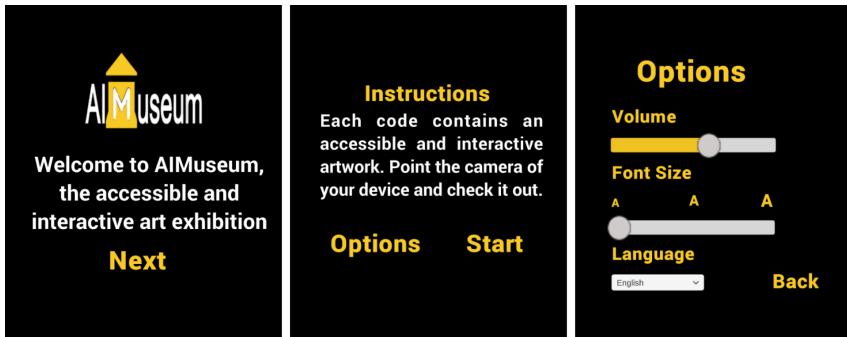 AIMuseum
Welcome to AIMuseum,
the accessible and
interactive art exhibition
Next
Instructions
Each code contains an
accessible and interactive
artwork. Point the camera of
your device and check it out.
Options Start
Options
Volume
Font Size
A A A
Language
English
Back